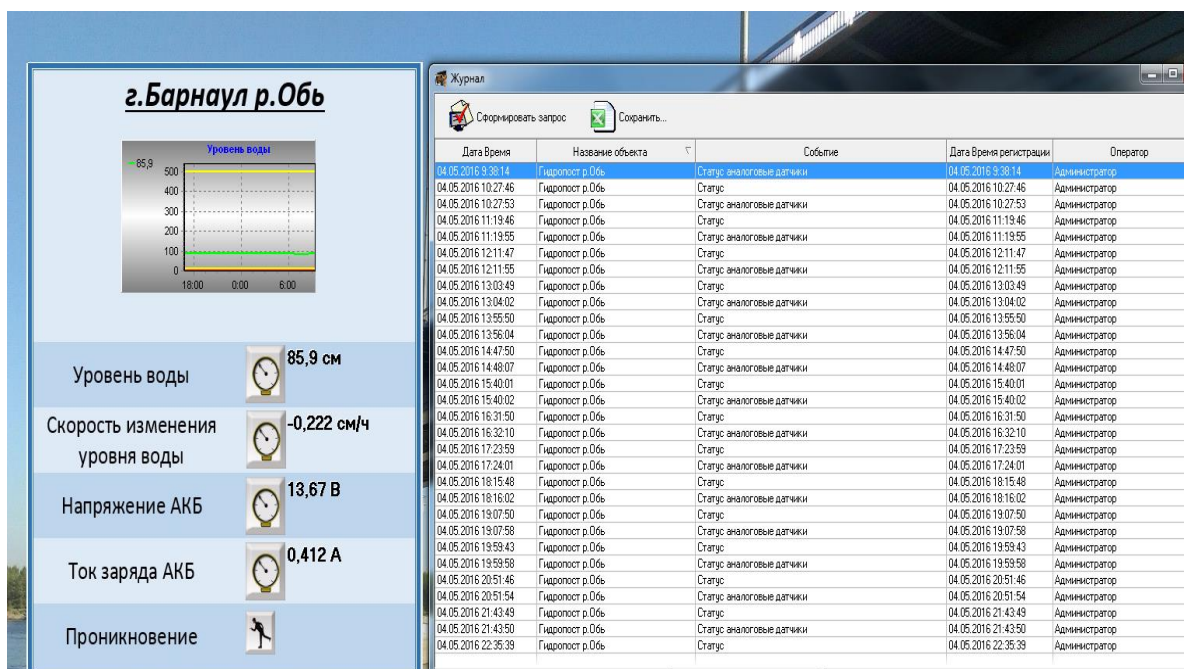 г.Барнаул р.Обь
Уровень воды
85,9
500
400
300
200
100
0
18:00 0:00 6:00
Уровень воды 85,9 см
Скорость изменения
уровня воды
-0,222 см/ч
Напряжение АКБ 13,67 В
Ток заряда АКБ 0,412 А
Проникновение
Журнал
Сформировать запрос Сохранить...
Дата Время Название объекта Событие Дата Время регистрации Оператор
04.05.2016 9:38:14 Гидропост р.Обь Статус аналоговые датчики 04.05.2016 9:38:14 Администратор
04.05.2016 10:27:46 Гидропост р.Обь Статус 04.05.2016 10:27:46 Администратор
04.05.2016 10:27:53 Гидропост р.Обь Статус аналоговые датчики 04.05.2016 10:27:53 Администратор
04.05.2016 11:19:46 Гидропост р.Обь Статус 04.05.2016 11:19:46 Администратор
04.05.2016 11:19:55 Гидропост р.Обь Статус аналоговые датчики 04.05.2016 11:19:55 Администратор
04.05.2016 12:11:47 Гидропост р.Обь Статус 04.05.2016 12:11:47 Администратор
04.05.2016 12:11:55 Гидропост р.Обь Статус аналоговые датчики 04.05.2016 12:11:55 Администратор
04.05.2016 13:03:49 Гидропост р.Обь Статус 04.05.2016 13:03:49 Администратор
04.05.2016 13:04:02 Гидропост р.Обь Статус аналоговые датчики 04.05.2016 13:04:02 Администратор
04.05.2016 13:55:50 Гидропост р.Обь Статус 04.05.2016 13:55:50 Администратор
04.05.2016 13:56:04 Гидропост р.Обь Статус аналоговые датчики 04.05.2016 13:56:04 Администратор
04.05.2016 14:47:50 Гидропост р.Обь Статус 04.05.2016 14:47:50 Администратор
04.05.2016 14:48:07 Гидропост р.Обь Статус аналоговые датчики 04.05.2016 14:48:07 Администратор
04.05.2016 15:40:01 Гидропост р.Обь Статус 04.05.2016 15:40:01 Администратор
04.05.2016 15:40:02 Гидропост р.Обь Статус аналоговые датчики 04.05.2016 15:40:02 Администратор
04.05.2016 16:31:50 Гидропост р.Обь Статус 04.05.2016 16:31:50 Администратор
04.05.2016 16:32:10 Гидропост р.Обь Статус аналоговые датчики 04.05.2016 16:32:10 Администратор
04.05.2016 17:23:59 Гидропост р.Обь Статус 04.05.2016 17:23:59 Администратор
04.05.2016 17:24:01 Гидропост р.Обь Статус аналоговые датчики 04.05.2016 17:24:01 Администратор
04.05.2016 18:15:48 Гидропост р.Обь Статус 04.05.2016 18:15:48 Администратор
04.05.2016 18:16:02 Гидропост р.Обь Статус аналоговые датчики 04.05.2016 18:16:02 Администратор
04.05.2016 19:07:50 Гидропост р.Обь Статус 04.05.2016 19:07:50 Администратор
04.05.2016 19:07:58 Гидропост р.Обь Статус аналоговые датчики 04.05.2016 19:07:58 Администратор
04.05.2016 19:59:43 Гидропост р.Обь Статус 04.05.2016 19:59:43 Администратор
04.05.2016 19:59:58 Гидропост р.Обь Статус аналоговые датчики 04.05.2016 19:59:58 Администратор
04.05.2016 20:51:46 Гидропост р.Обь Статус 04.05.2016 20:51:46 Администратор
04.05.2016 20:51:54 Гидропост р.Обь Статус аналоговые датчики 04.05.2016 20:51:54 Администратор
04.05.2016 21:43:49 Гидропост р.Обь Статус 04.05.2016 21:43:49 Администратор
04.05.2016 21:43:50 Гидропост р.Обь Статус аналоговые датчики 04.05.2016 21:43:50 Администратор
04.05.2016 22:35:39 Гидропост р.Обь Статус 04.05.2016 22:35:39 Администратор